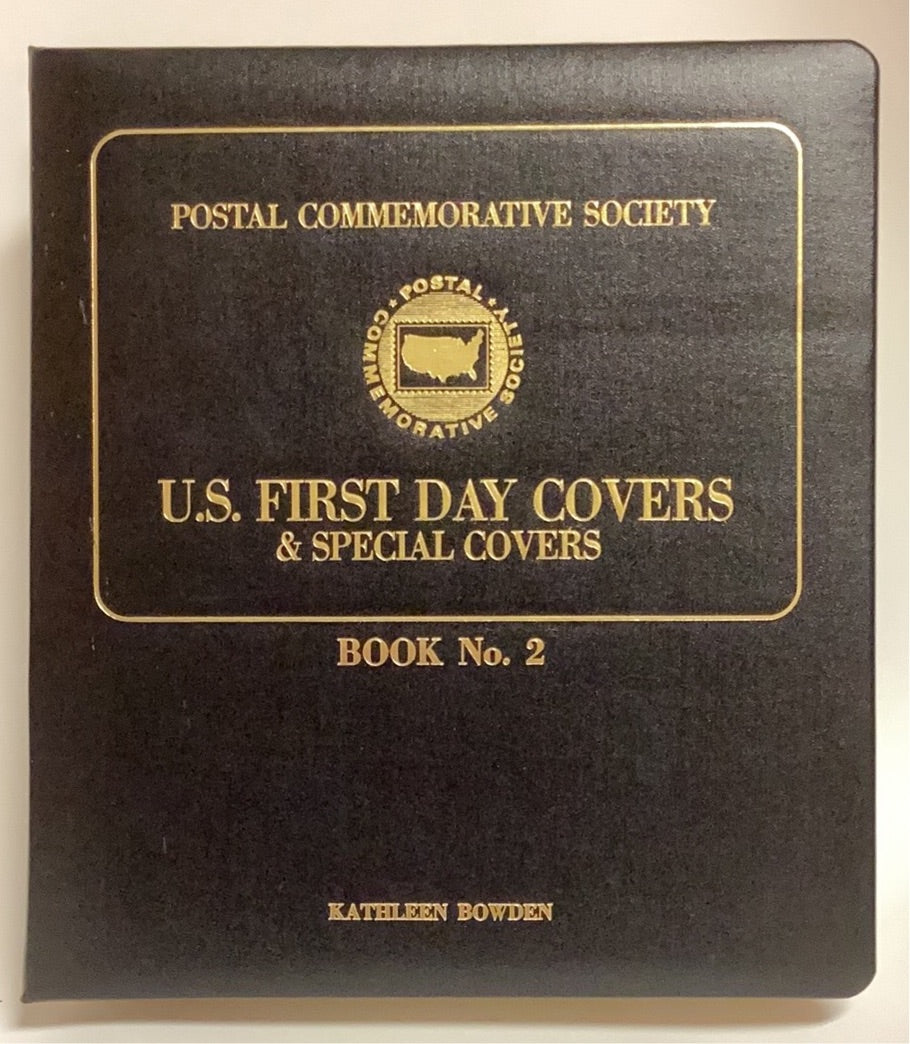 POSTAL COMMEMORATIVE SOCIETY
★ POSTAL ★
COMMEMORATIVE SOCIETY
U.S. FIRST DAY COVERS
& SPECIAL COVERS
BOOK No. 2
KATHLEEN BOWDEN